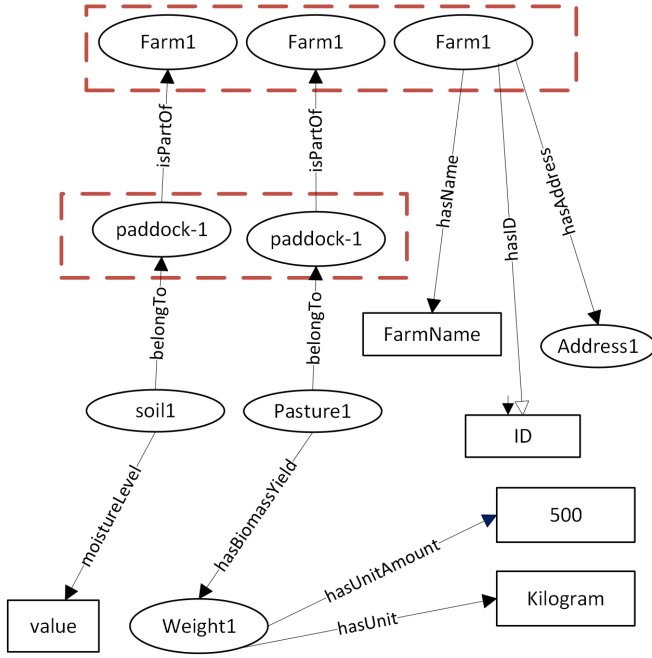 Farm1
Farm1
Farm1
isPartOf
isPartOf
hasName
hasID
hasAddress
paddock-1
paddock-1
belongTo
belongTo
FarmName
Address1
soil1
Pasture1
ID
moistureLevel
hasBiomassYield
500
hasUnitAmount
Kilogram
value
Weight1
hasUnit